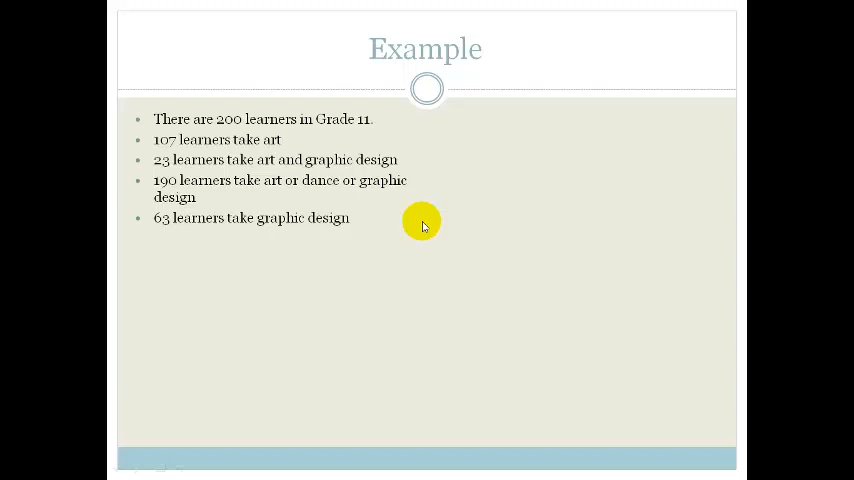 Example
There are 200 learners in Grade 11.
107 learners take art
23 learners take art and graphic design
190 learners take art or dance or graphic
design
63 learners take graphic design